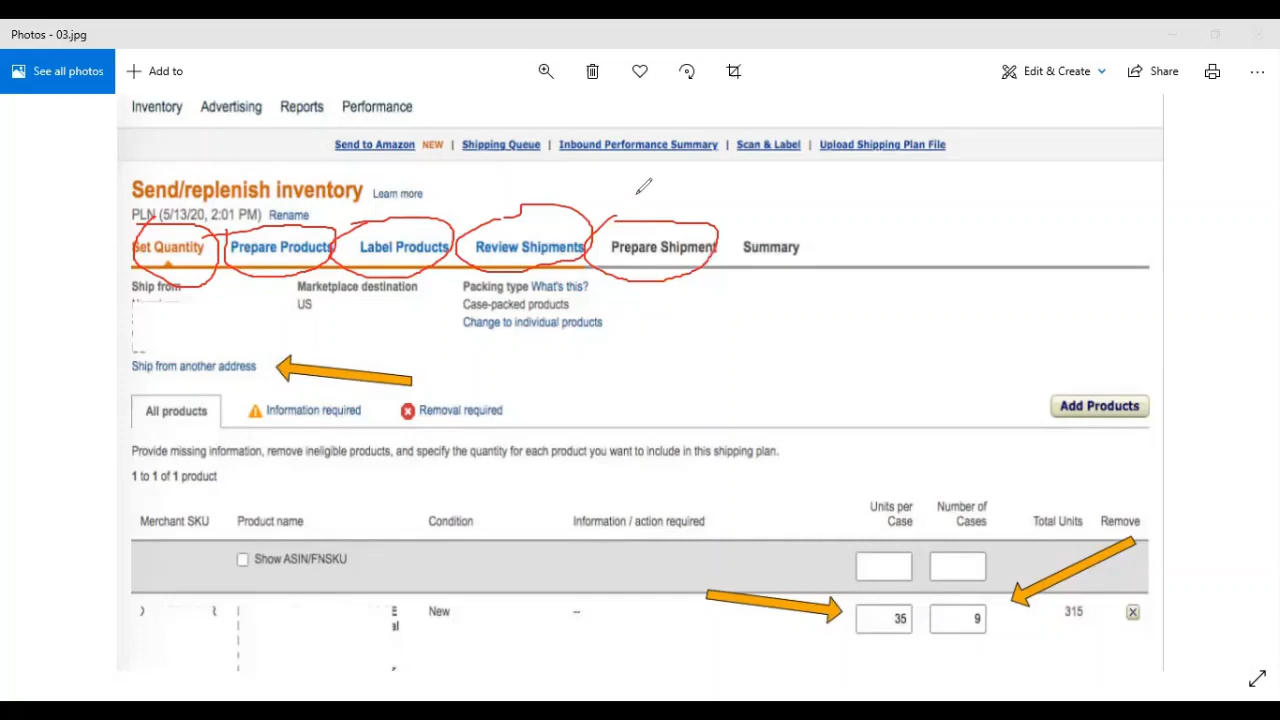 Photos - 03.jpg
See all photos
Add to
Edit & Create
Share
Inventory Advertising Reports Performance
Send to Amazon NEW | Shipping Queue | Inbound Performance Summary | Scan & Label | Upload Shipping Plan File
Send/replenish inventory Learn more
PLN (5/13/20, 2:01 PM) Rename
Set Quantity Prepare Products Label Products Review Shipments Prepare Shipment Summary
Ship from Marketplace destination Packing type What's this?
US Case-packed products
Change to individual products
Ship from another address
All products Information required Removal required Add Products
Provide missing information, remove ineligible products, and specify the quantity for each product you want to include in this shipping plan.
1 to 1 of 1 product
Units per Number of
Merchant SKU Product name Condition Information / action required Case Cases Total Units Remove
Show ASIN/FNSKU
New -- 35 9 315